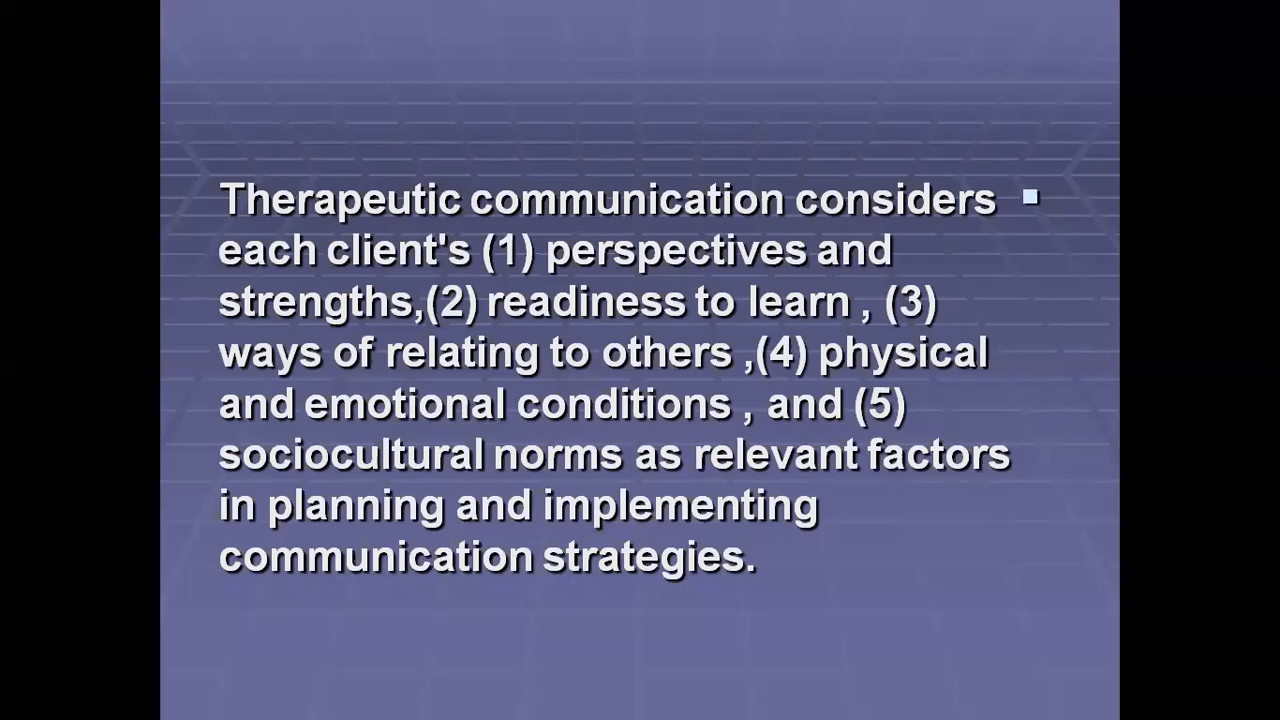 Therapeutic communication considers
each client's (1) perspectives and
strengths,(2) readiness to learn , (3)
ways of relating to others ,(4) physical
and emotional conditions , and (5)
sociocultural norms as relevant factors
in planning and implementing
communication strategies.